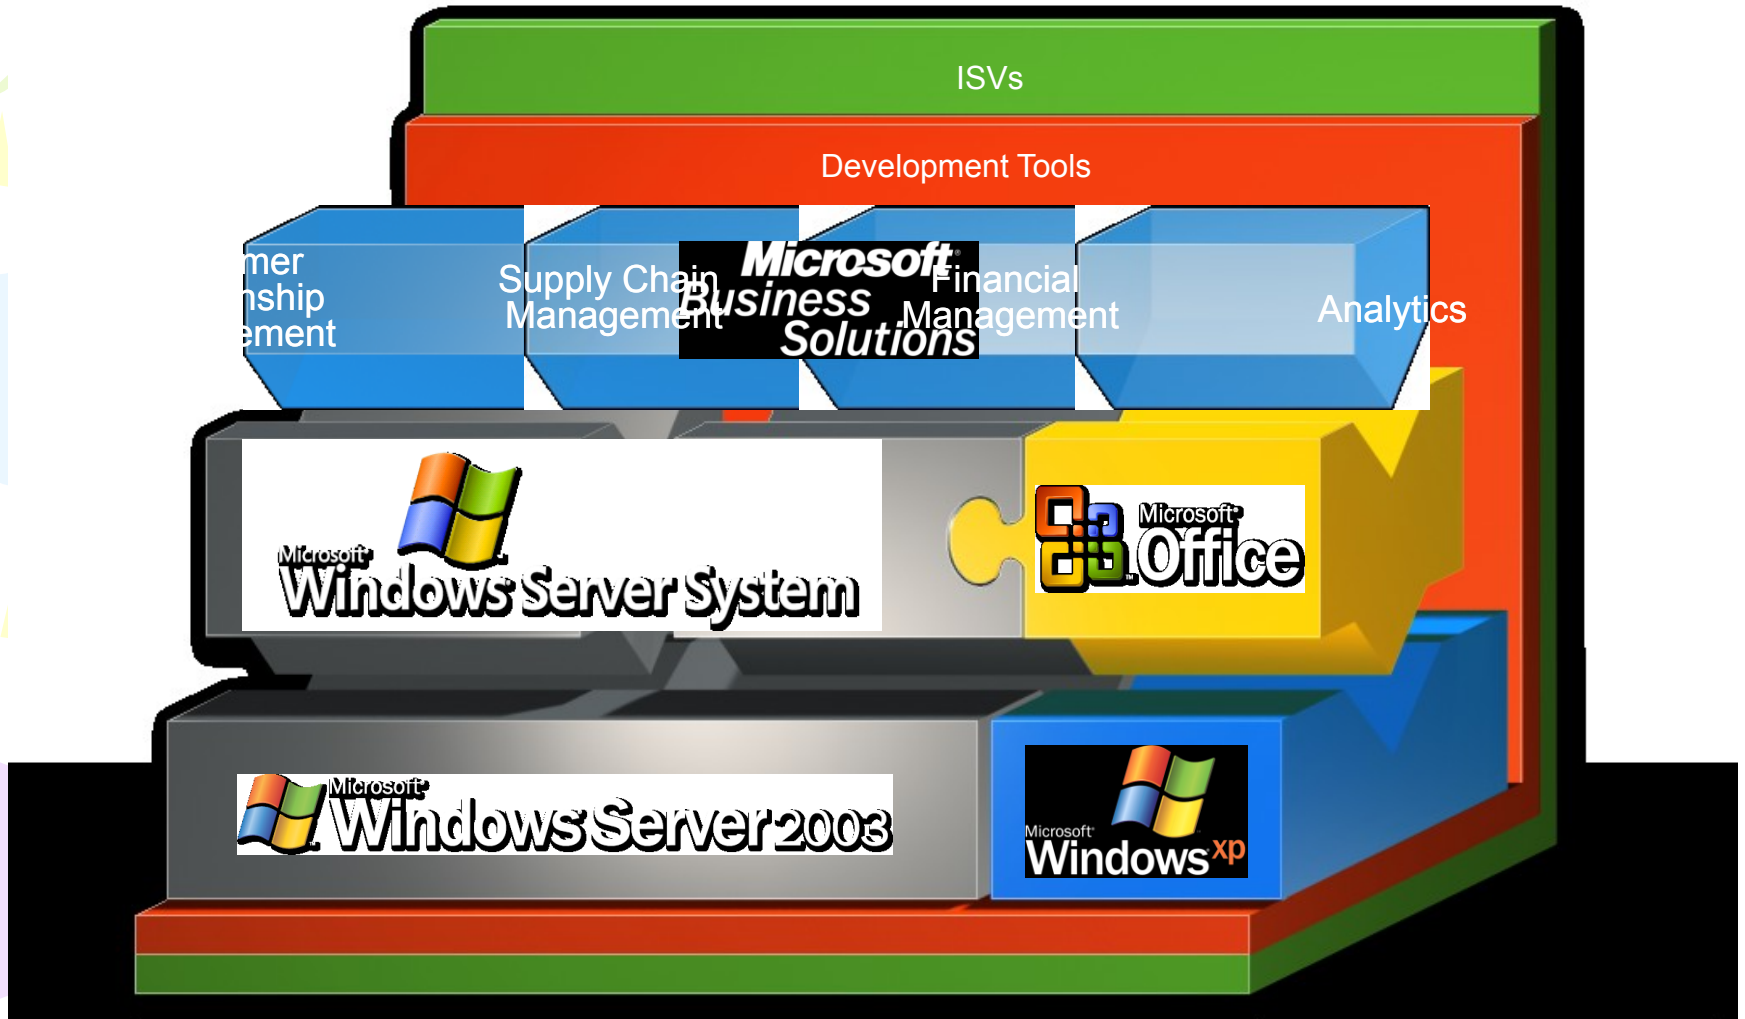 ISVs
Development Tools
mer
nship
ement
Supply Chain
Management
Microsoft
Business
Solutions
Financial
Management
Analytics
Microsoft
Windows Server System
Microsoft
Office
Microsoft
Windows Server 2003
Microsoft
Windows xp